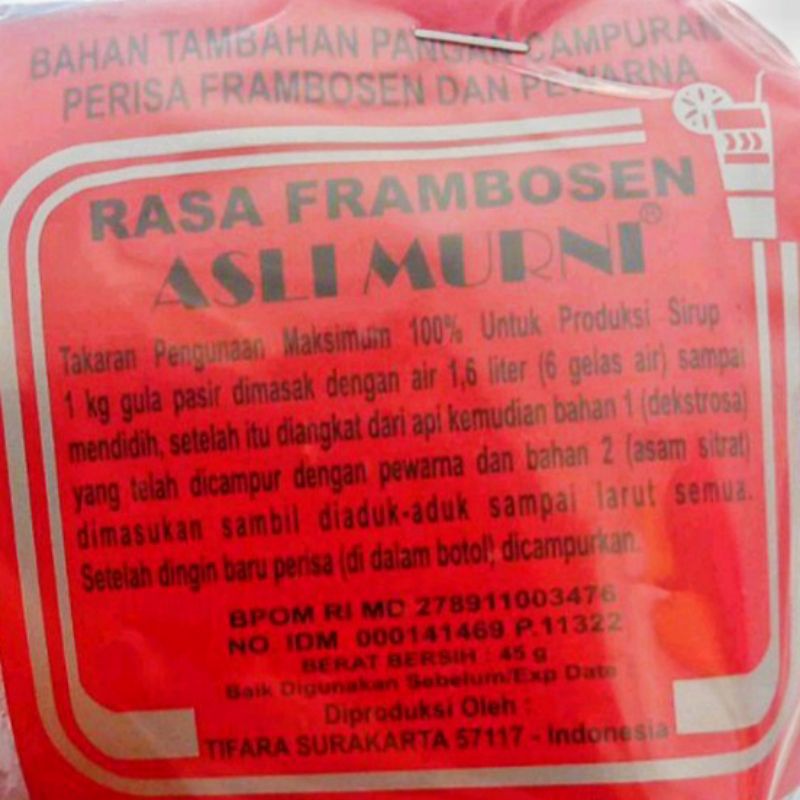 BAHAN TAMBAHAN PANGAN CAMPURAN
PERISA FRAMBOSEN DAN PEWARNA
RASA FRAMBOSEN
ASLI MURNI®
Takaran Pengunaan Maksimum 100% Untuk Produksi Sirup :
1 kg gula pasir dimasak dengan air 1,6 liter (6 gelas air) sampai
mendidih, setelah itu diangkat dari api kemudian bahan 1 (dekstrosa)
yang telah dicampur dengan pewarna dan bahan 2 (asam sitrat)
dimasukan sambil diaduk-aduk sampai larut semua.
Setelah dingin baru perisa (di dalam botol) dicampurkan.
BPOM RI MD 278911003476
NO IDM 000141469 P.11322
BERAT BERSIH : 45 g
Baik Digunakan Sebelum/Exp Date
Diproduksi Oleh :
TIFARA SURAKARTA 57117 - Indonesia